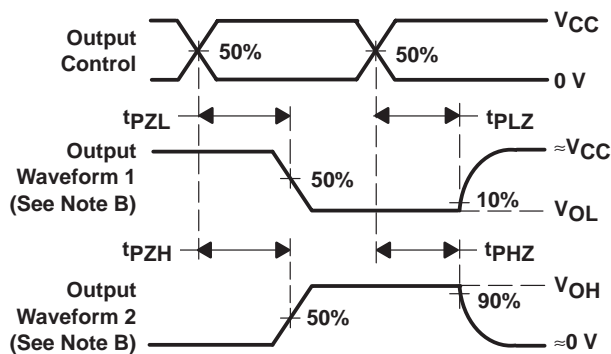 Output
Control
50%
50%
VCC
0 V
tPZL
tPLZ
Output
Waveform 1
(See Note B)
50%
10%
≈VCC
VOL
tPZH
tPHZ
Output
Waveform 2
(See Note B)
50%
90%
VOH
≈0 V